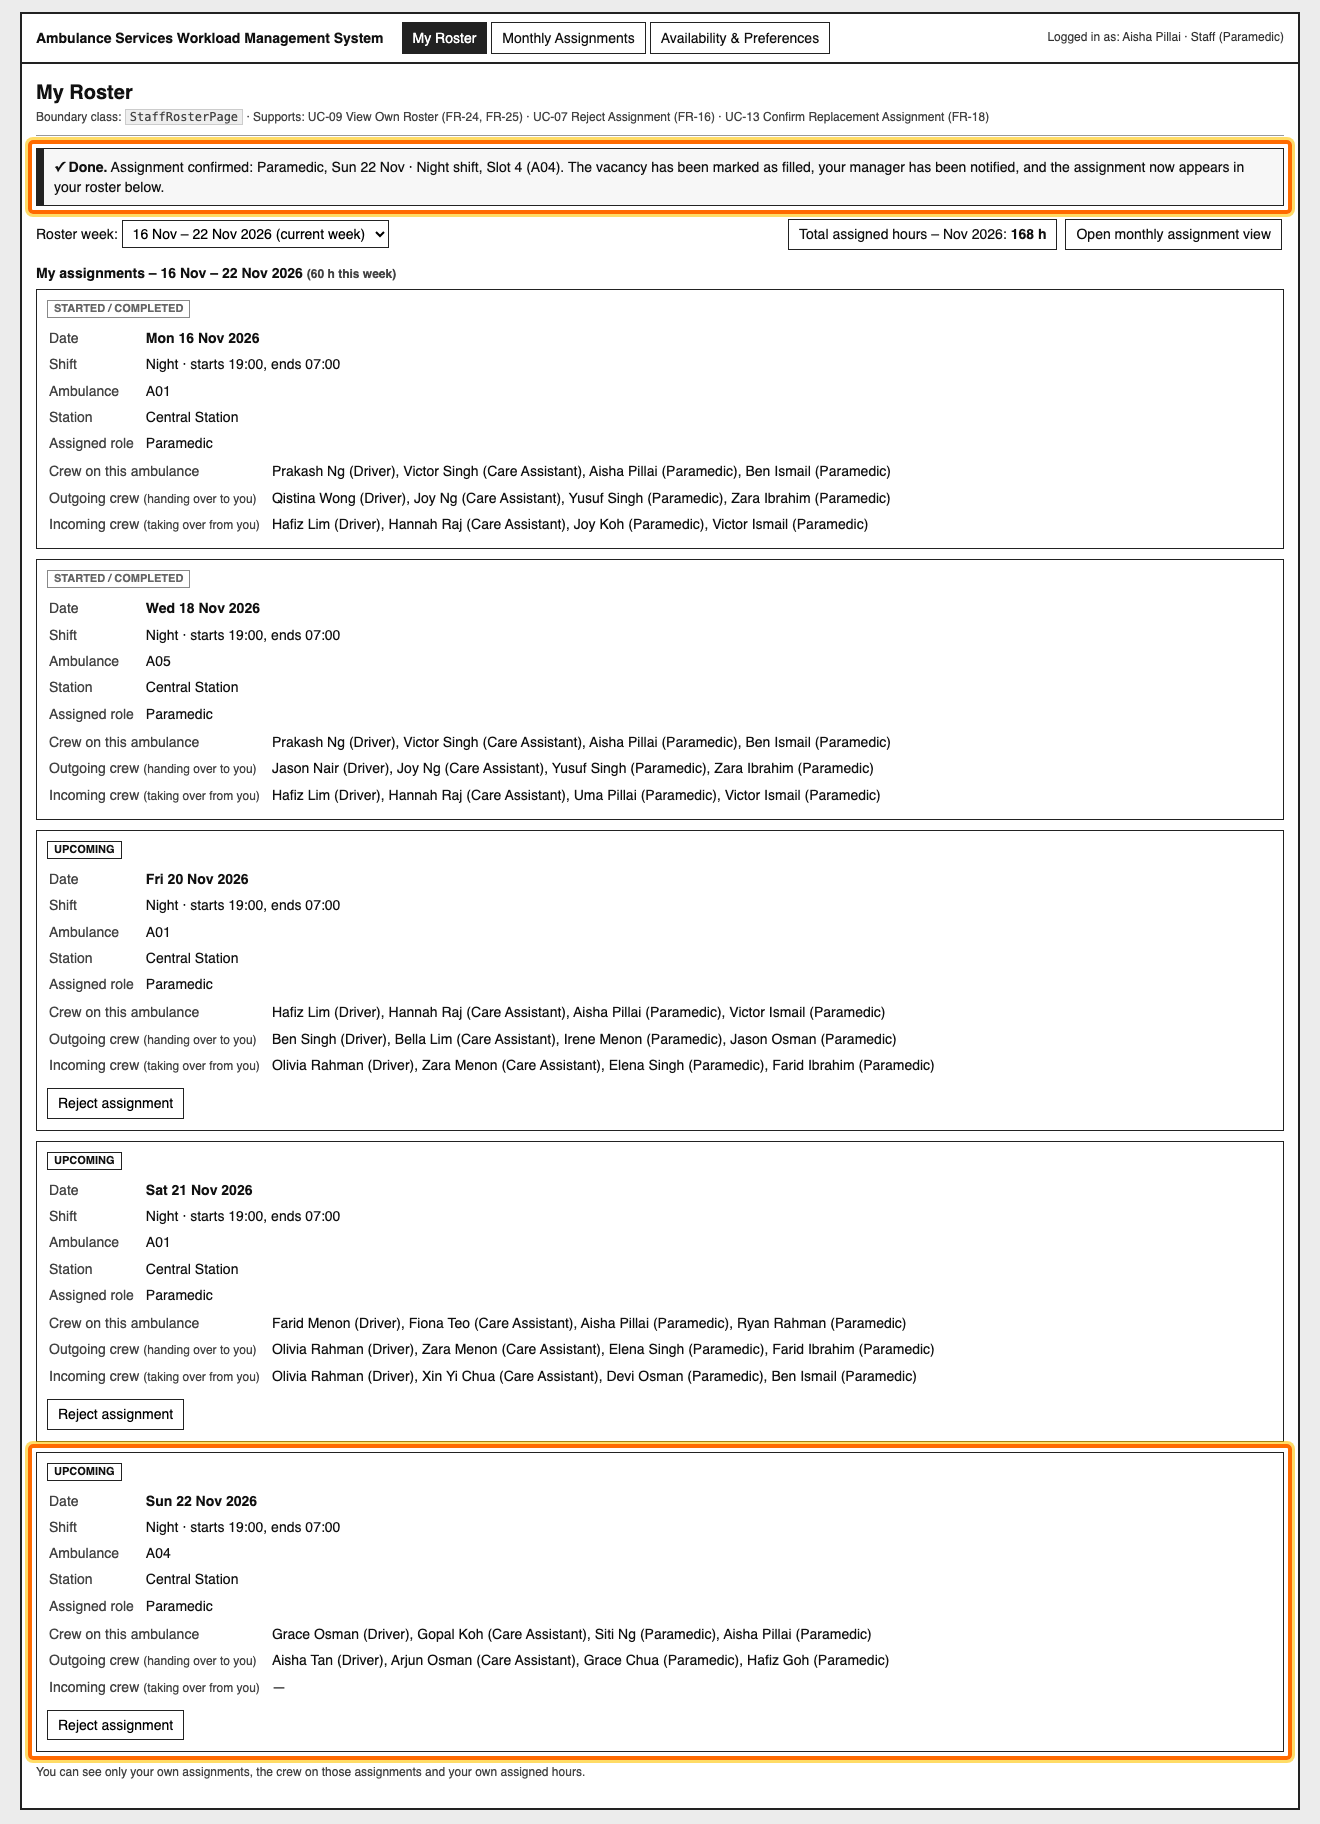 Ambulance Services Workload Management System My Roster Monthly Assignments Availability & Preferences Logged in as: Aisha Pillai · Staff (Paramedic)
My Roster
Boundary class: StaffRosterPage · Supports: UC-09 View Own Roster (FR-24, FR-25) · UC-07 Reject Assignment (FR-16) · UC-13 Confirm Replacement Assignment (FR-18)
✓ Done. Assignment confirmed: Paramedic, Sun 22 Nov · Night shift, Slot 4 (A04). The vacancy has been marked as filled, your manager has been notified, and the assignment now appears in
your roster below.
Roster week: 16 Nov – 22 Nov 2026 (current week) Total assigned hours – Nov 2026: 168 h Open monthly assignment view
My assignments – 16 Nov – 22 Nov 2026 (60 h this week)
STARTED / COMPLETED
Date Mon 16 Nov 2026
Shift Night · starts 19:00, ends 07:00
Ambulance A01
Station Central Station
Assigned role Paramedic
Crew on this ambulance Prakash Ng (Driver), Victor Singh (Care Assistant), Aisha Pillai (Paramedic), Ben Ismail (Paramedic)
Outgoing crew (handing over to you) Qistina Wong (Driver), Joy Ng (Care Assistant), Yusuf Singh (Paramedic), Zara Ibrahim (Paramedic)
Incoming crew (taking over from you) Hafiz Lim (Driver), Hannah Raj (Care Assistant), Joy Koh (Paramedic), Victor Ismail (Paramedic)
STARTED / COMPLETED
Date Wed 18 Nov 2026
Shift Night · starts 19:00, ends 07:00
Ambulance A05
Station Central Station
Assigned role Paramedic
Crew on this ambulance Prakash Ng (Driver), Victor Singh (Care Assistant), Aisha Pillai (Paramedic), Ben Ismail (Paramedic)
Outgoing crew (handing over to you) Jason Nair (Driver), Joy Ng (Care Assistant), Yusuf Singh (Paramedic), Zara Ibrahim (Paramedic)
Incoming crew (taking over from you) Hafiz Lim (Driver), Hannah Raj (Care Assistant), Uma Pillai (Paramedic), Victor Ismail (Paramedic)
UPCOMING
Date Fri 20 Nov 2026
Shift Night · starts 19:00, ends 07:00
Ambulance A01
Station Central Station
Assigned role Paramedic
Crew on this ambulance Hafiz Lim (Driver), Hannah Raj (Care Assistant), Aisha Pillai (Paramedic), Victor Ismail (Paramedic)
Outgoing crew (handing over to you) Ben Singh (Driver), Bella Lim (Care Assistant), Irene Menon (Paramedic), Jason Osman (Paramedic)
Incoming crew (taking over from you) Olivia Rahman (Driver), Zara Menon (Care Assistant), Elena Singh (Paramedic), Farid Ibrahim (Paramedic)
Reject assignment
UPCOMING
Date Sat 21 Nov 2026
Shift Night · starts 19:00, ends 07:00
Ambulance A01
Station Central Station
Assigned role Paramedic
Crew on this ambulance Farid Menon (Driver), Fiona Teo (Care Assistant), Aisha Pillai (Paramedic), Ryan Rahman (Paramedic)
Outgoing crew (handing over to you) Olivia Rahman (Driver), Zara Menon (Care Assistant), Elena Singh (Paramedic), Farid Ibrahim (Paramedic)
Incoming crew (taking over from you) Olivia Rahman (Driver), Xin Yi Chua (Care Assistant), Devi Osman (Paramedic), Ben Ismail (Paramedic)
Reject assignment
UPCOMING
Date Sun 22 Nov 2026
Shift Night · starts 19:00, ends 07:00
Ambulance A04
Station Central Station
Assigned role Paramedic
Crew on this ambulance Grace Osman (Driver), Gopal Koh (Care Assistant), Siti Ng (Paramedic), Aisha Pillai (Paramedic)
Outgoing crew (handing over to you) Aisha Tan (Driver), Arjun Osman (Care Assistant), Grace Chua (Paramedic), Hafiz Goh (Paramedic)
Incoming crew (taking over from you) —
Reject assignment
You can see only your own assignments, the crew on those assignments and your own assigned hours.